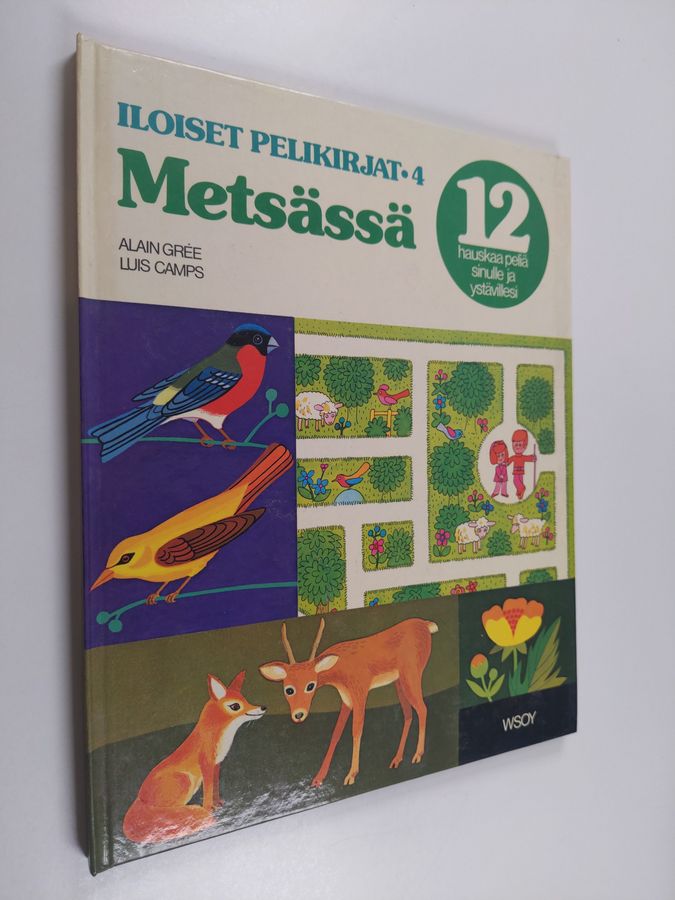 ILOISET PELIKIRJAT • 4
Metsässä
ALAIN GRÉE
LUIS CAMPS
12
hauskaa peliä
sinulle ja
ystävillesi
WSOY